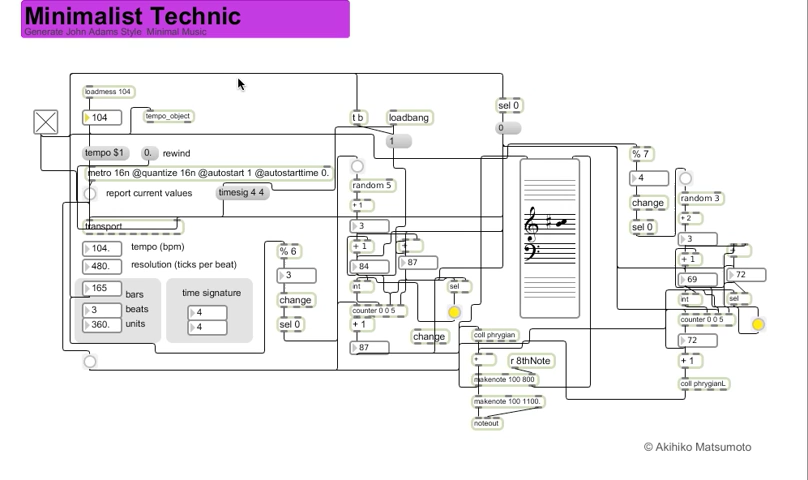 Minimalist Technic
Generate John Adams Style Minimal Music
loadmess 104
104
tempo_object
t b
loadbang
sel 0
0
1
tempo $1
0.
rewind
metro 16n @quantize 16n @autostart 1 @autostarttime 0.
report current values
timesig 4 4
transport
104.
tempo (bpm)
480.
resolution (ticks per beat)
165
bars
3
beats
360.
units
time signature
4
4
% 6
3
change
sel 0
random 5
+ 1
3
+ 1
+
84
87
int
sel
counter 0 0 5
+ 1
change
87
coll phrygian
+
r 8thNote
makenote 100 800
makenote 100 1100.
noteout
% 7
4
change
sel 0
random 3
+ 2
3
+ 1
+
69
72
int
sel
counter 0 0 5
72
+ 1
coll phrygianL
© Akihiko Matsumoto